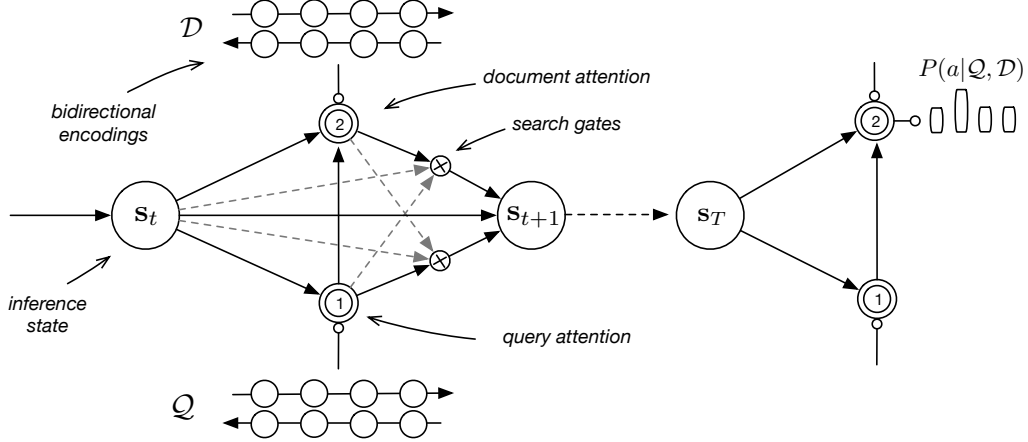 𝒟
bidirectional
encodings
document attention
search gates
P(a|𝒬, 𝒟)
2
2
×
s_t
s_{t+1}
s_T
×
1
1
inference
state
query attention
𝒬